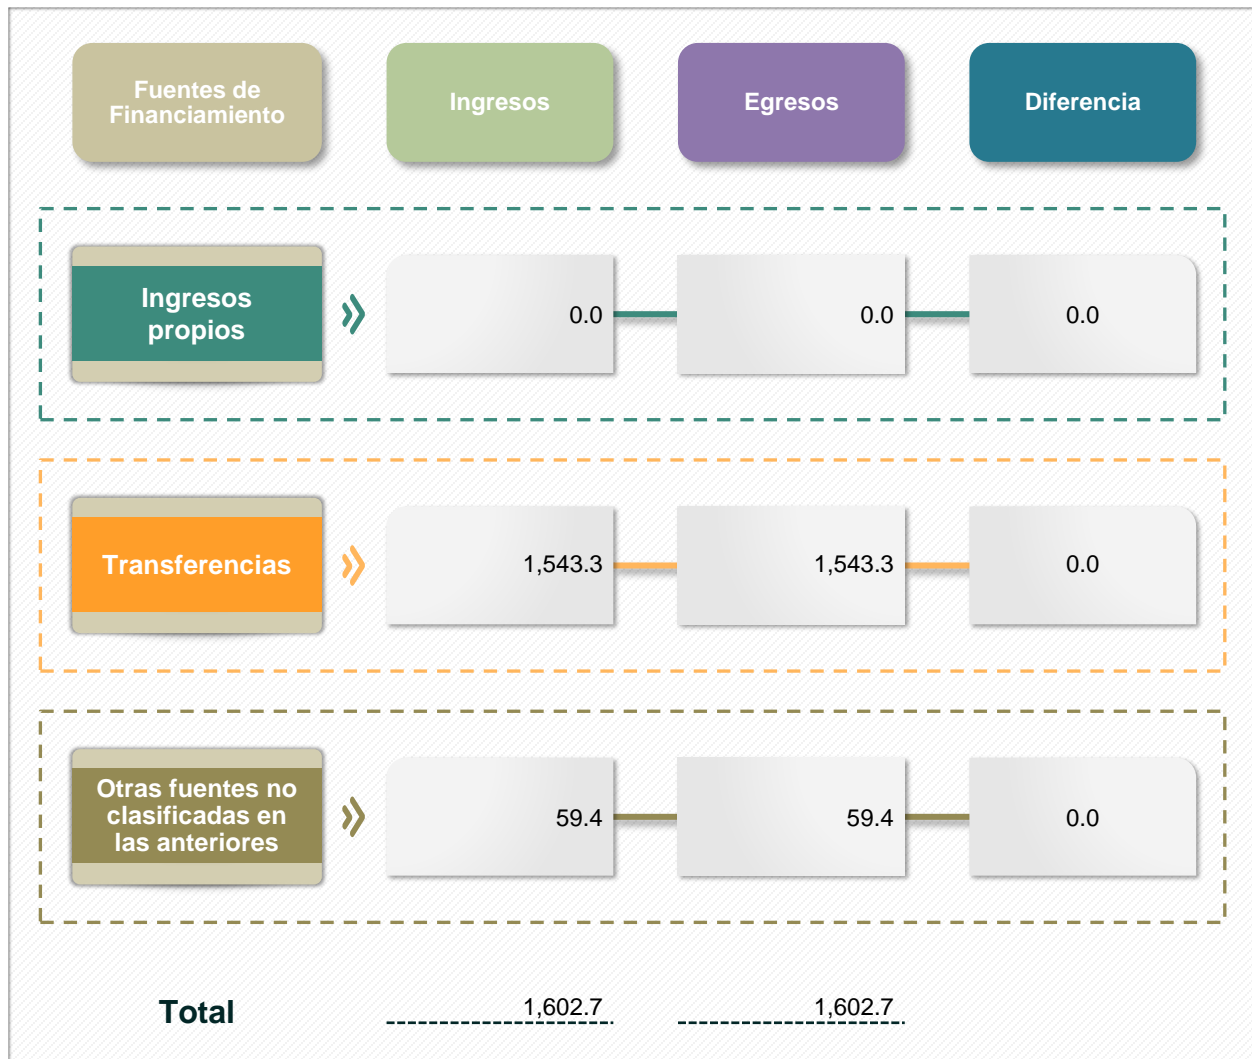 Fuentes de
Financiamiento
Ingresos
Egresos
Diferencia
Ingresos
propios
0.0
0.0
0.0
Transferencias
1,543.3
1,543.3
0.0
Otras fuentes no
clasificadas en
las anteriores
59.4
59.4
0.0
Total
1,602.7
1,602.7